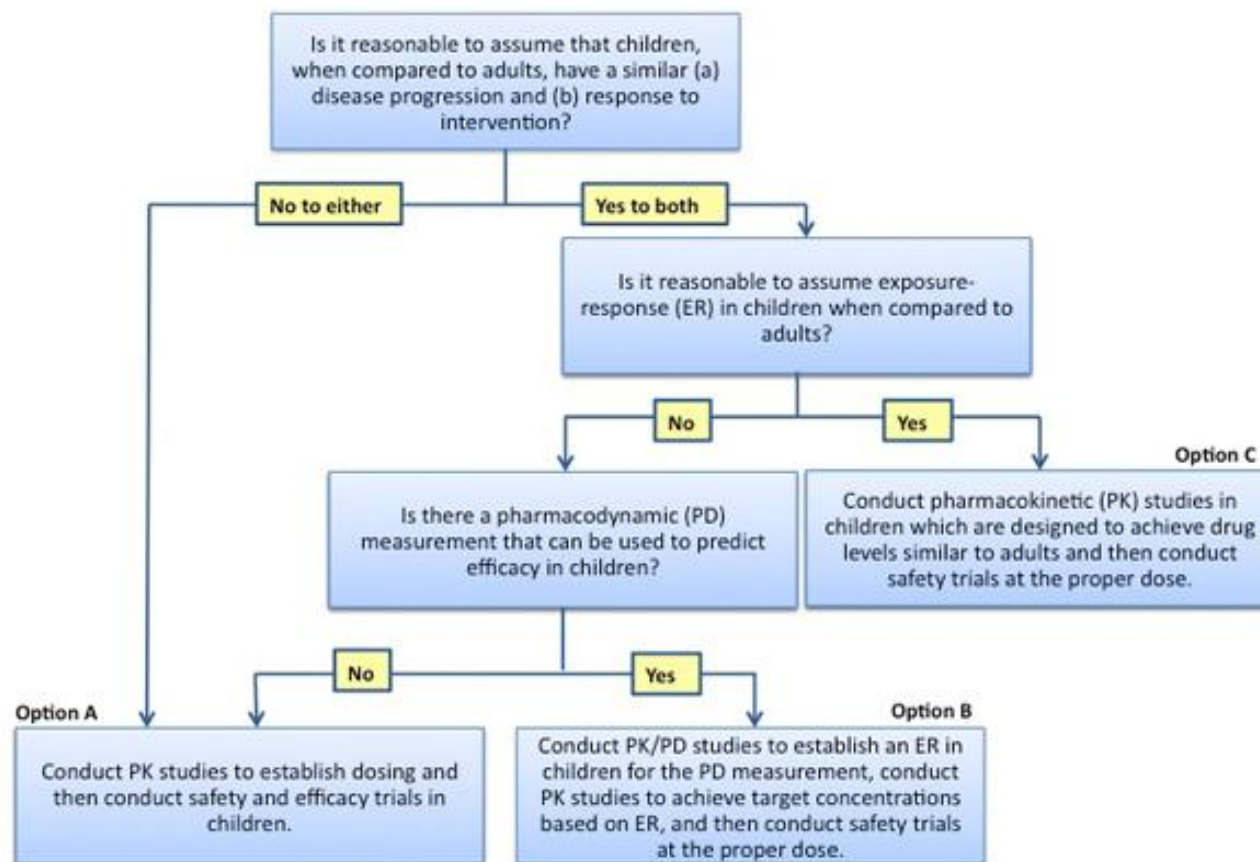 Is it reasonable to assume that children,
when compared to adults, have a similar (a)
disease progression and (b) response to
intervention?
No to either
Yes to both
Is it reasonable to assume exposure-
response (ER) in children when compared to
adults?
No
Yes
Option C
Is there a pharmacodynamic (PD)
measurement that can be used to predict
efficacy in children?
Conduct pharmacokinetic (PK) studies in
children which are designed to achieve drug
levels similar to adults and then conduct
safety trials at the proper dose.
No
Yes
Option A
Option B
Conduct PK studies to establish dosing and
then conduct safety and efficacy trials in
children.
Conduct PK/PD studies to establish an ER in
children for the PD measurement, conduct
PK studies to achieve target concentrations
based on ER, and then conduct safety trials
at the proper dose.